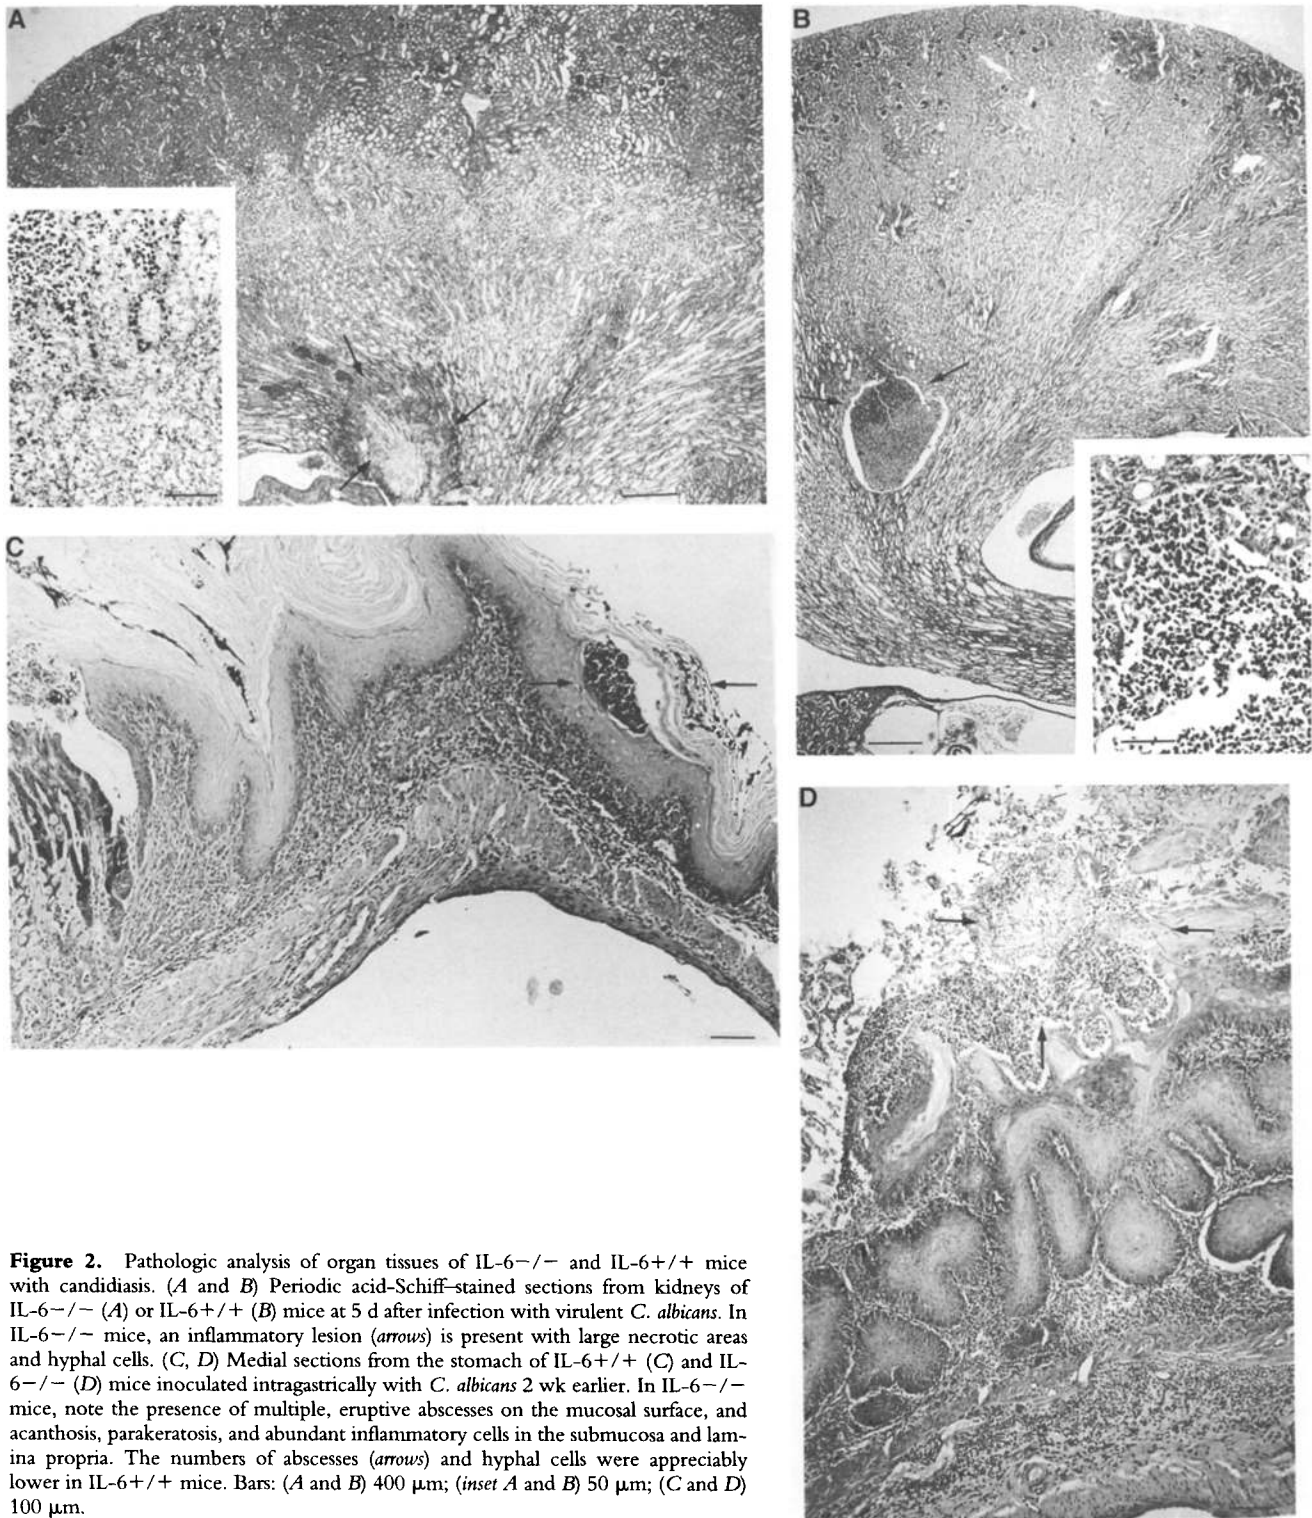 A
B
C
D
Figure 2. Pathologic analysis of organ tissues of IL-6−/− and IL-6+/+ mice
with candidiasis. (A and B) Periodic acid-Schiff–stained sections from kidneys of
IL-6−/− (A) or IL-6+/+ (B) mice at 5 d after infection with virulent C. albicans. In
IL-6−/− mice, an inflammatory lesion (arrows) is present with large necrotic areas
and hyphal cells. (C, D) Medial sections from the stomach of IL-6+/+ (C) and IL-
6−/− (D) mice inoculated intragastrically with C. albicans 2 wk earlier. In IL-6−/−
mice, note the presence of multiple, eruptive abscesses on the mucosal surface, and
acanthosis, parakeratosis, and abundant inflammatory cells in the submucosa and lam-
ina propria. The numbers of abscesses (arrows) and hyphal cells were appreciably
lower in IL-6+/+ mice. Bars: (A and B) 400 μm; (inset A and B) 50 μm; (C and D)
100 μm.